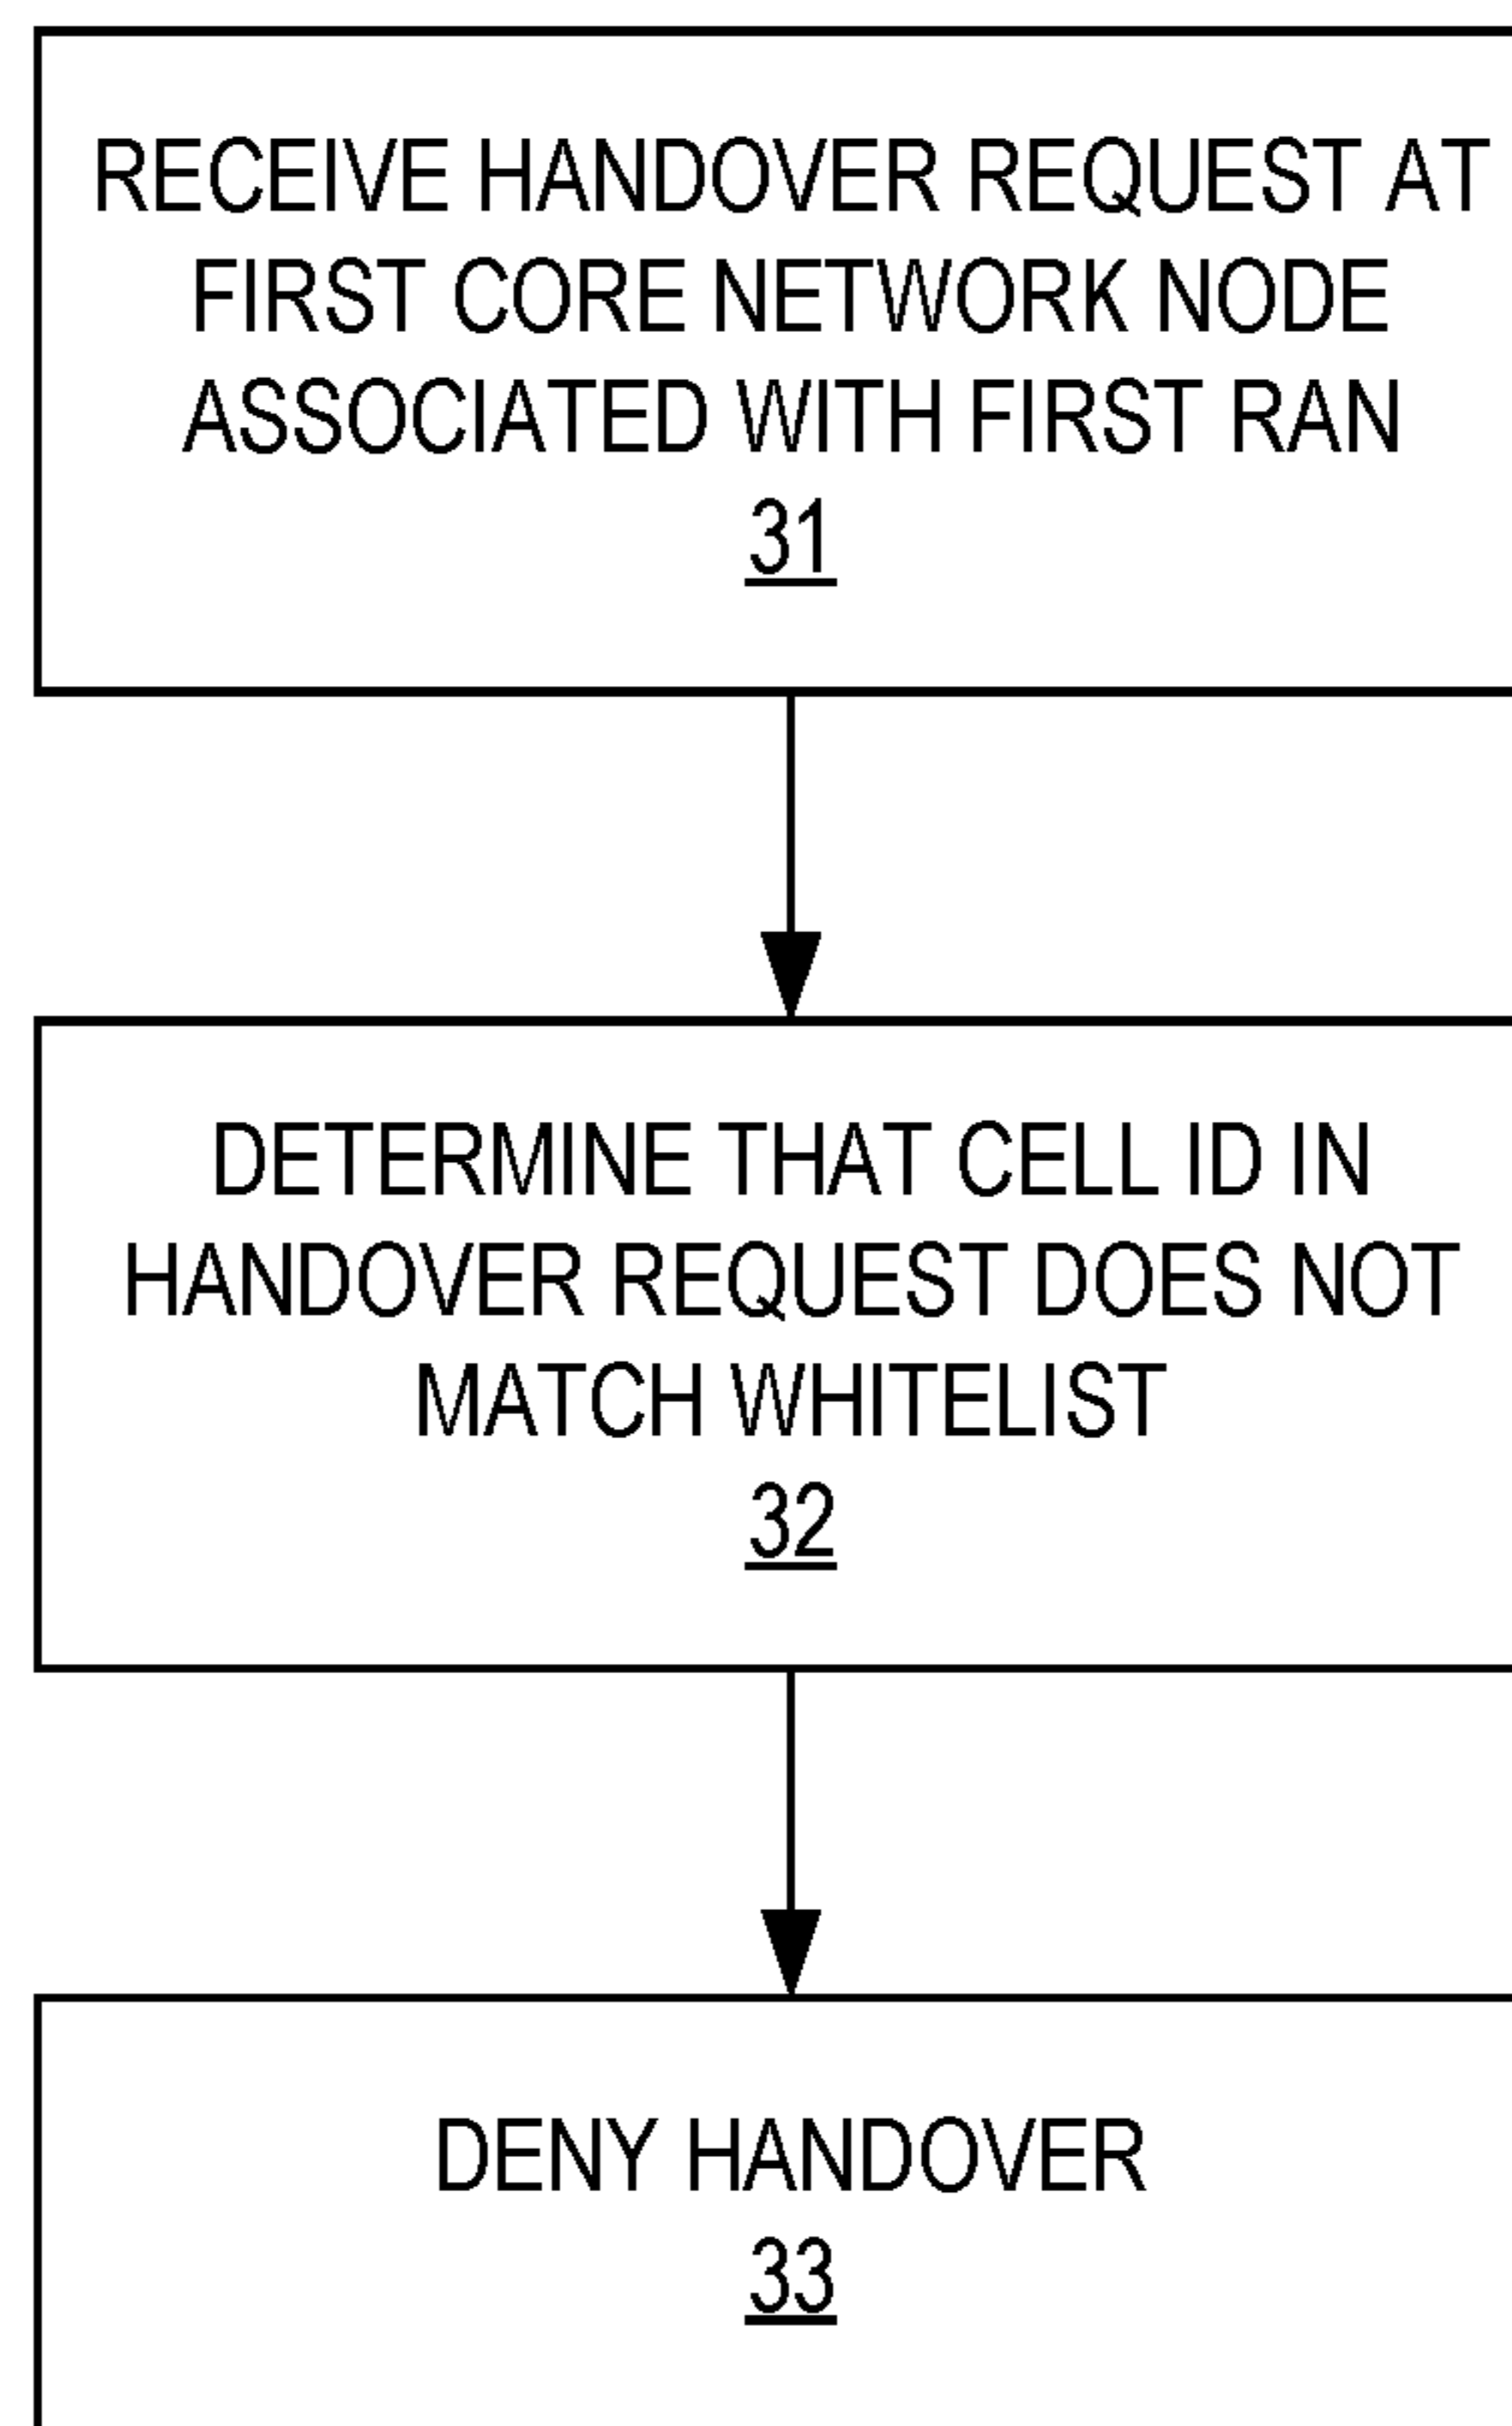 RECEIVE HANDOVER REQUEST AT
FIRST CORE NETWORK NODE
ASSOCIATED WITH FIRST RAN
31
DETERMINE THAT CELL ID IN
HANDOVER REQUEST DOES NOT
MATCH WHITELIST
32
DENY HANDOVER
33